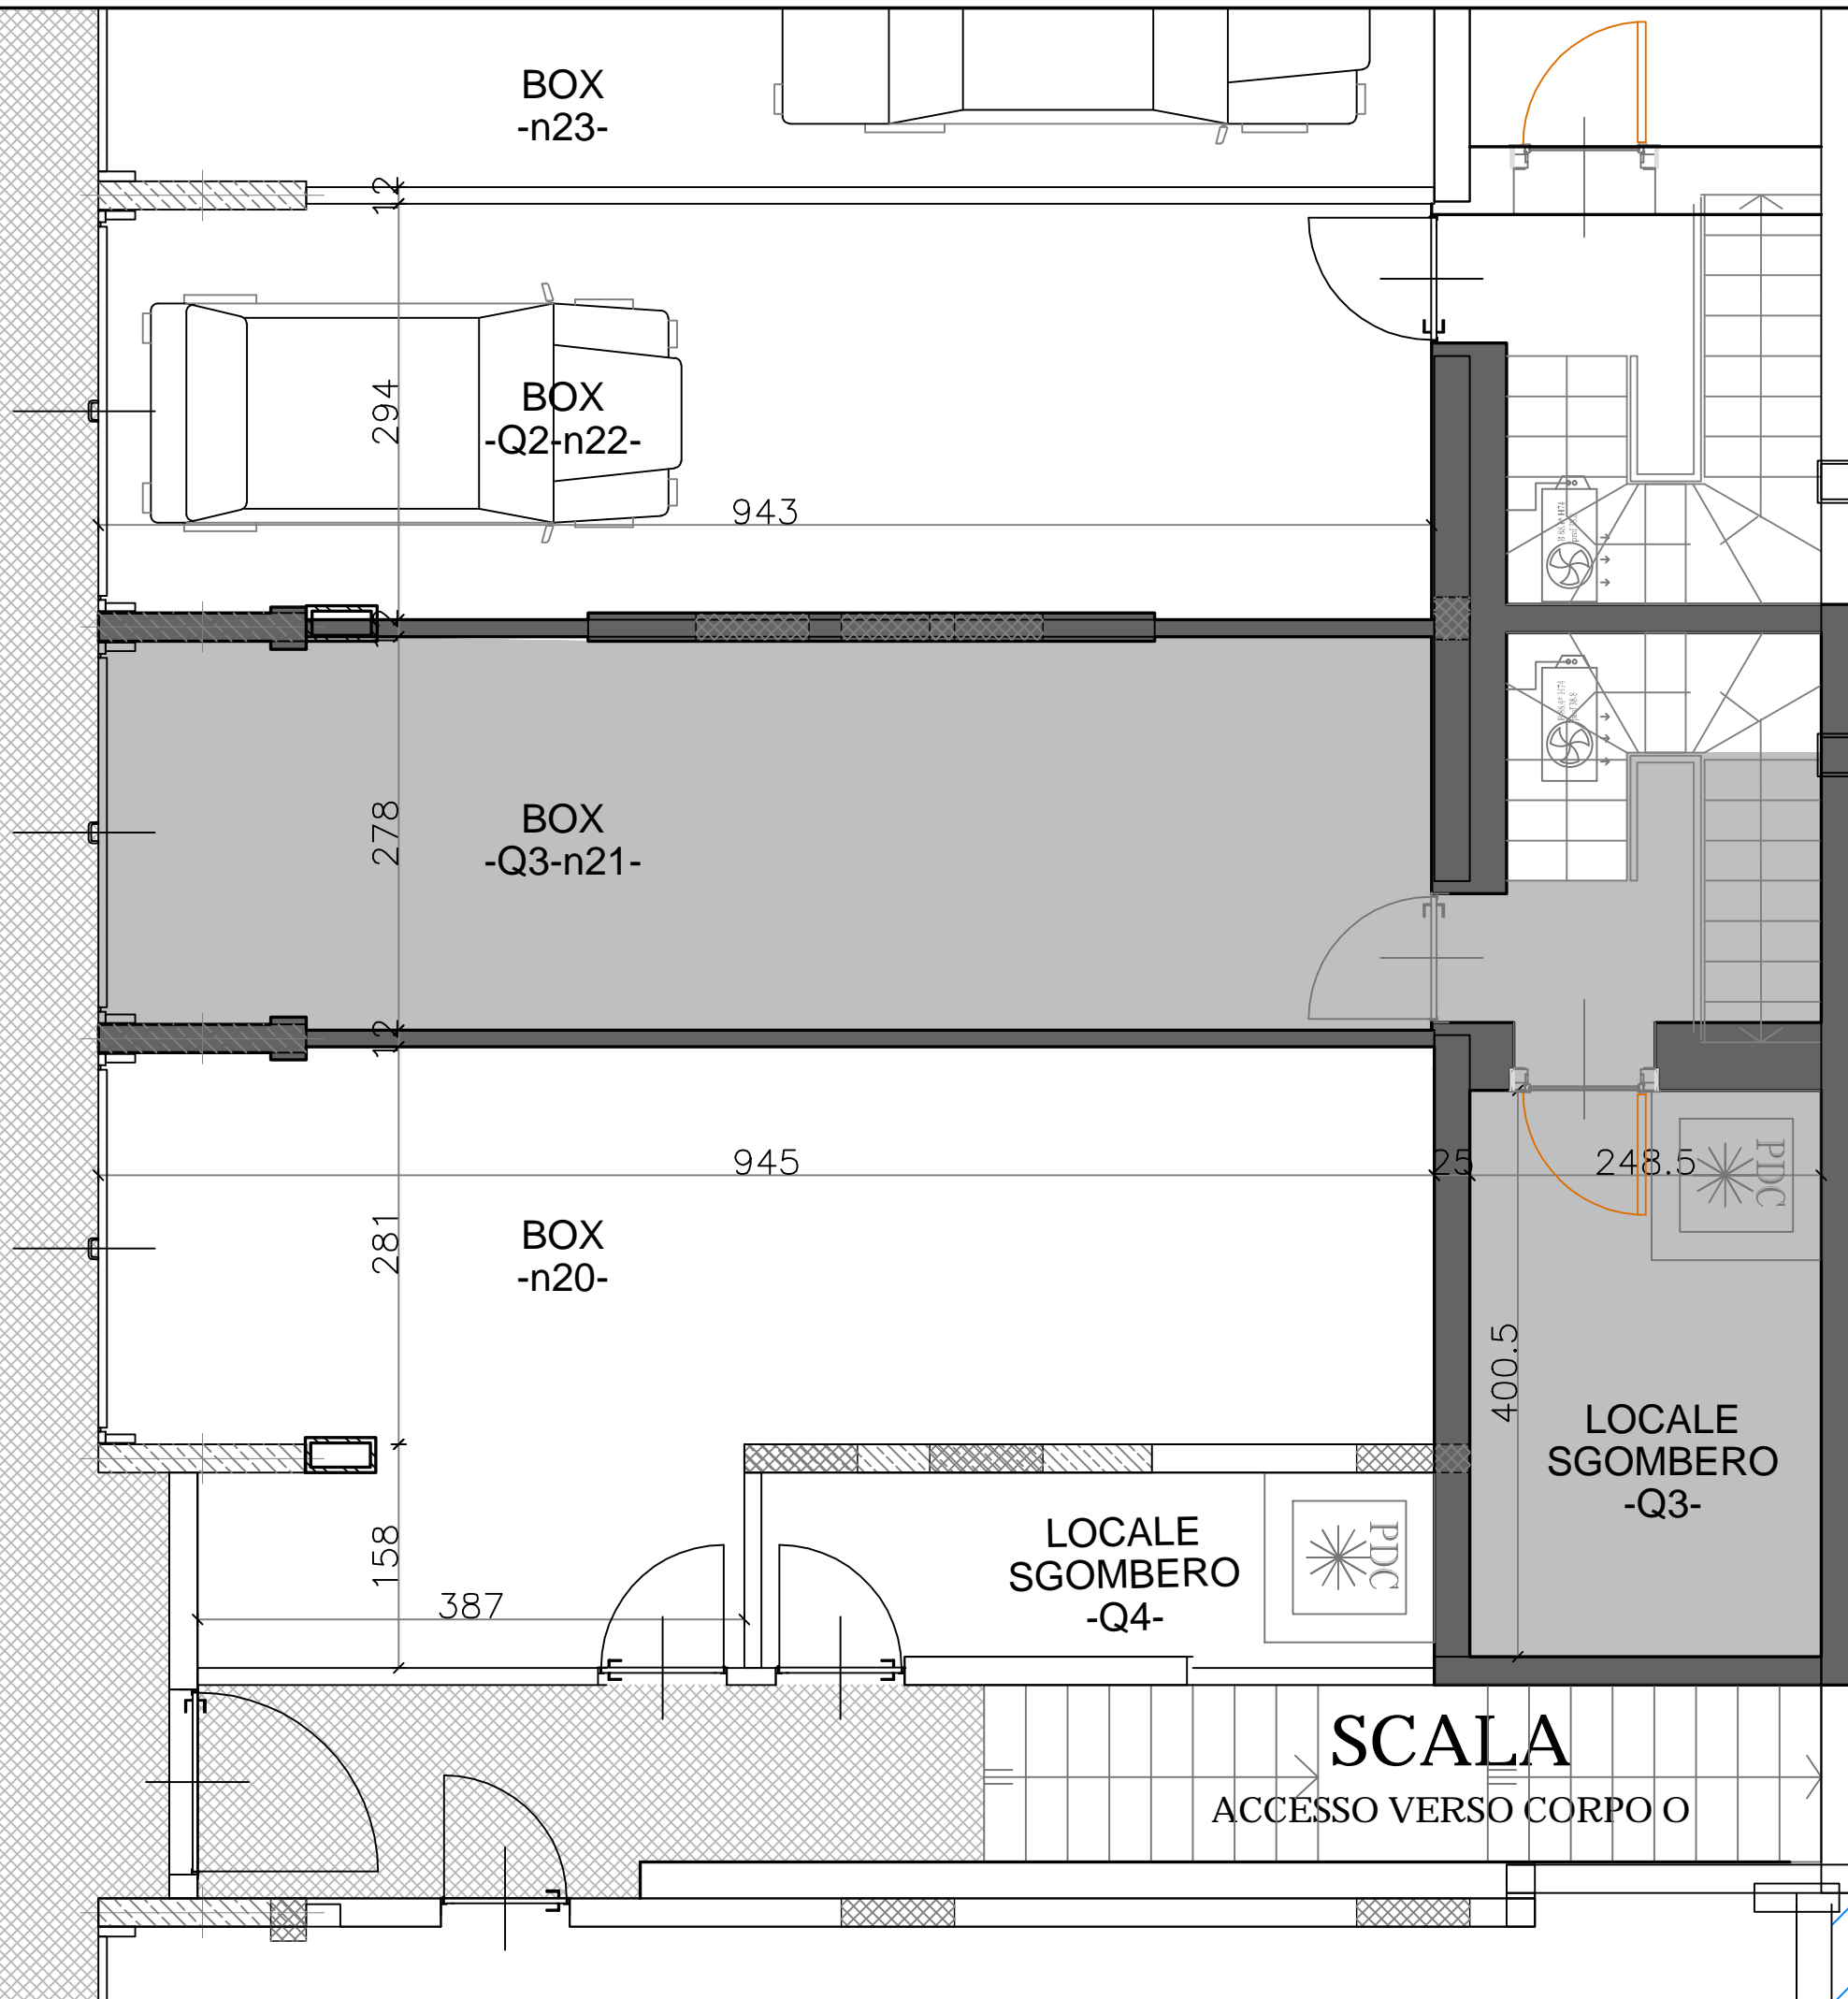 BOX
-n23-
12
294
BOX
-Q2-n22-
943
278
BOX
-Q3-n21-
12
945
25
248.5
PDC
281
BOX
-n20-
400.5
LOCALE
SGOMBERO
-Q3-
158
387
LOCALE
SGOMBERO
-Q4-
PDC
SCALA
ACCESSO VERSO CORPO O